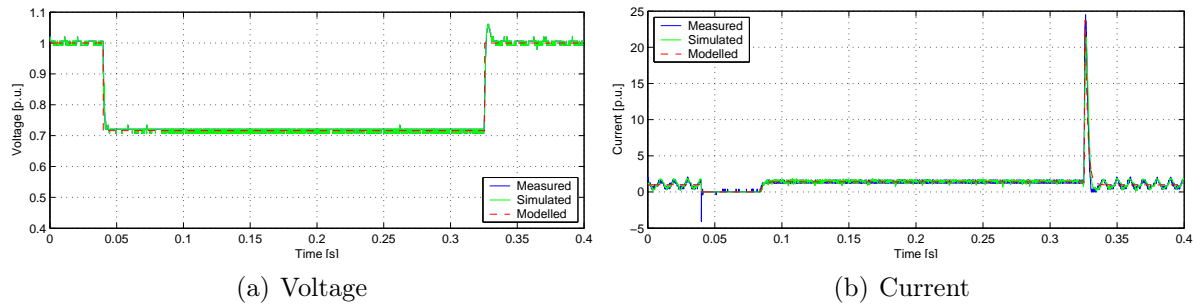 1.1
1
0.9
0.8
0.7
0.6
0.5
0.4
Voltage [p.u.]
0
0.05
0.1
0.15
0.2
0.25
0.3
0.35
0.4
Time [s]
Measured
Simulated
Modelled
(a) Voltage
25
20
15
10
5
0
−5
Current [p.u.]
0
0.05
0.1
0.15
0.2
0.25
0.3
0.35
0.4
Time [s]
Measured
Simulated
Modelled
(b) Current